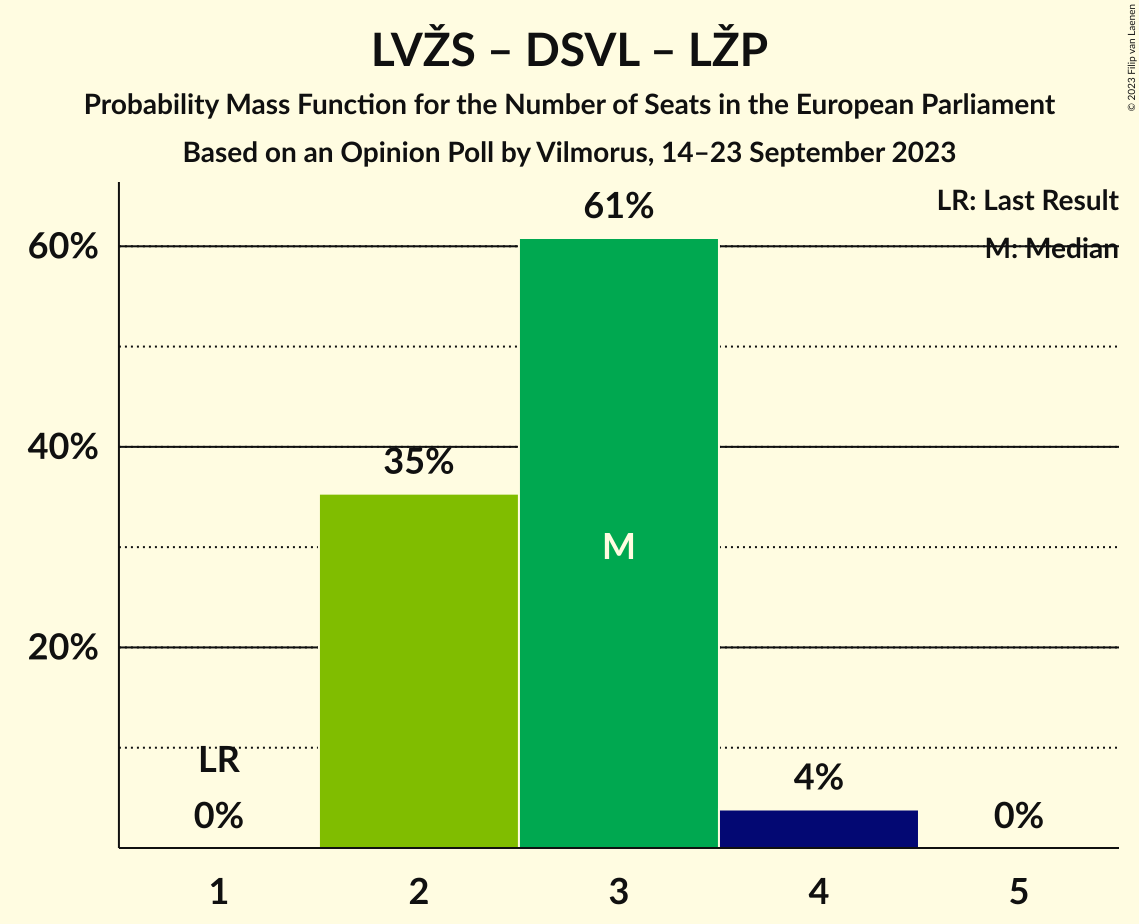 LVŽS – DSVL – LŽP
Probability Mass Function for the Number of Seats in the European Parliament
Based on an Opinion Poll by Vilmorus, 14–23 September 2023
© 2023 Filip van Laenen
LR: Last Result
M: Median
61%
60%
40%
35%
M
20%
LR
4%
0%
0%
1
2
3
4
5